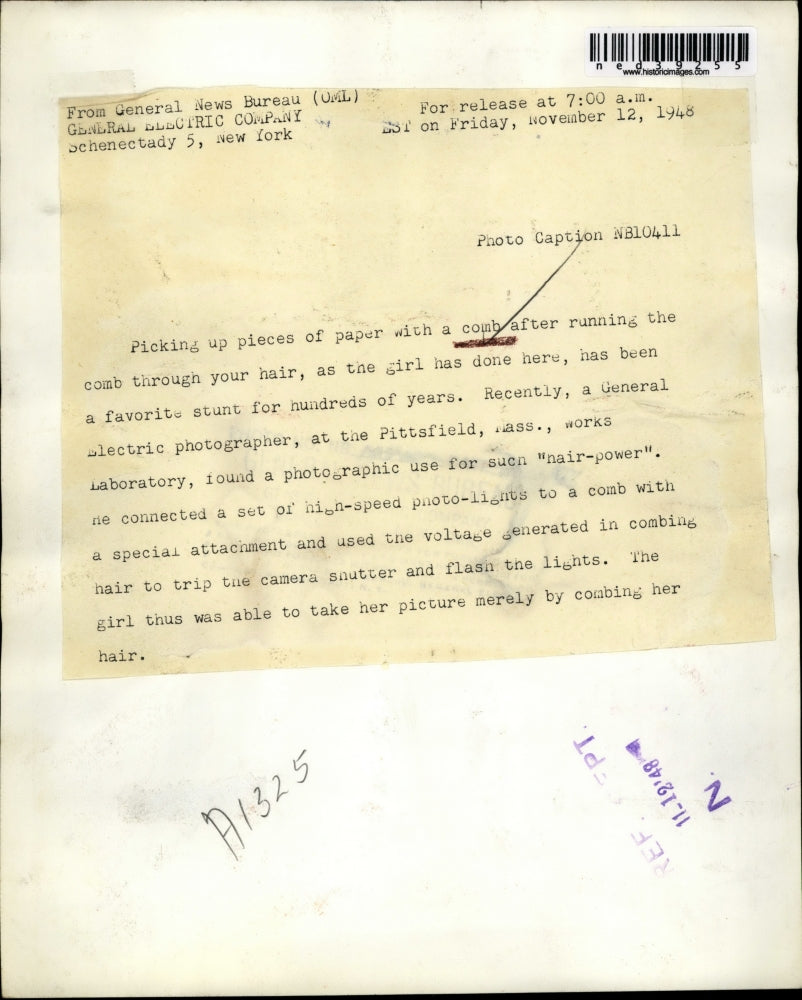 ned39255
www.historicimages.com
From General News Bureau (OML)
GENERAL ELECTRIC COMPANY
Schenectady 5, New York
For release at 7:00 a.m.
EST on Friday, November 12, 1948
Photo Caption NB10411
Picking up pieces of paper with a comb after running the
comb through your hair, as the girl has done here, has been
a favorite stunt for hundreds of years. Recently, a General
Electric photographer, at the Pittsfield, Mass., Works
Laboratory, found a photographic use for such "hair-power".
He connected a set of high-speed photo-lights to a comb with
a special attachment and used the voltage generated in combing
hair to trip the camera shutter and flash the lights. The
girl thus was able to take her picture merely by combing her
hair.
A1325
REF. PT.
11-12'48
N